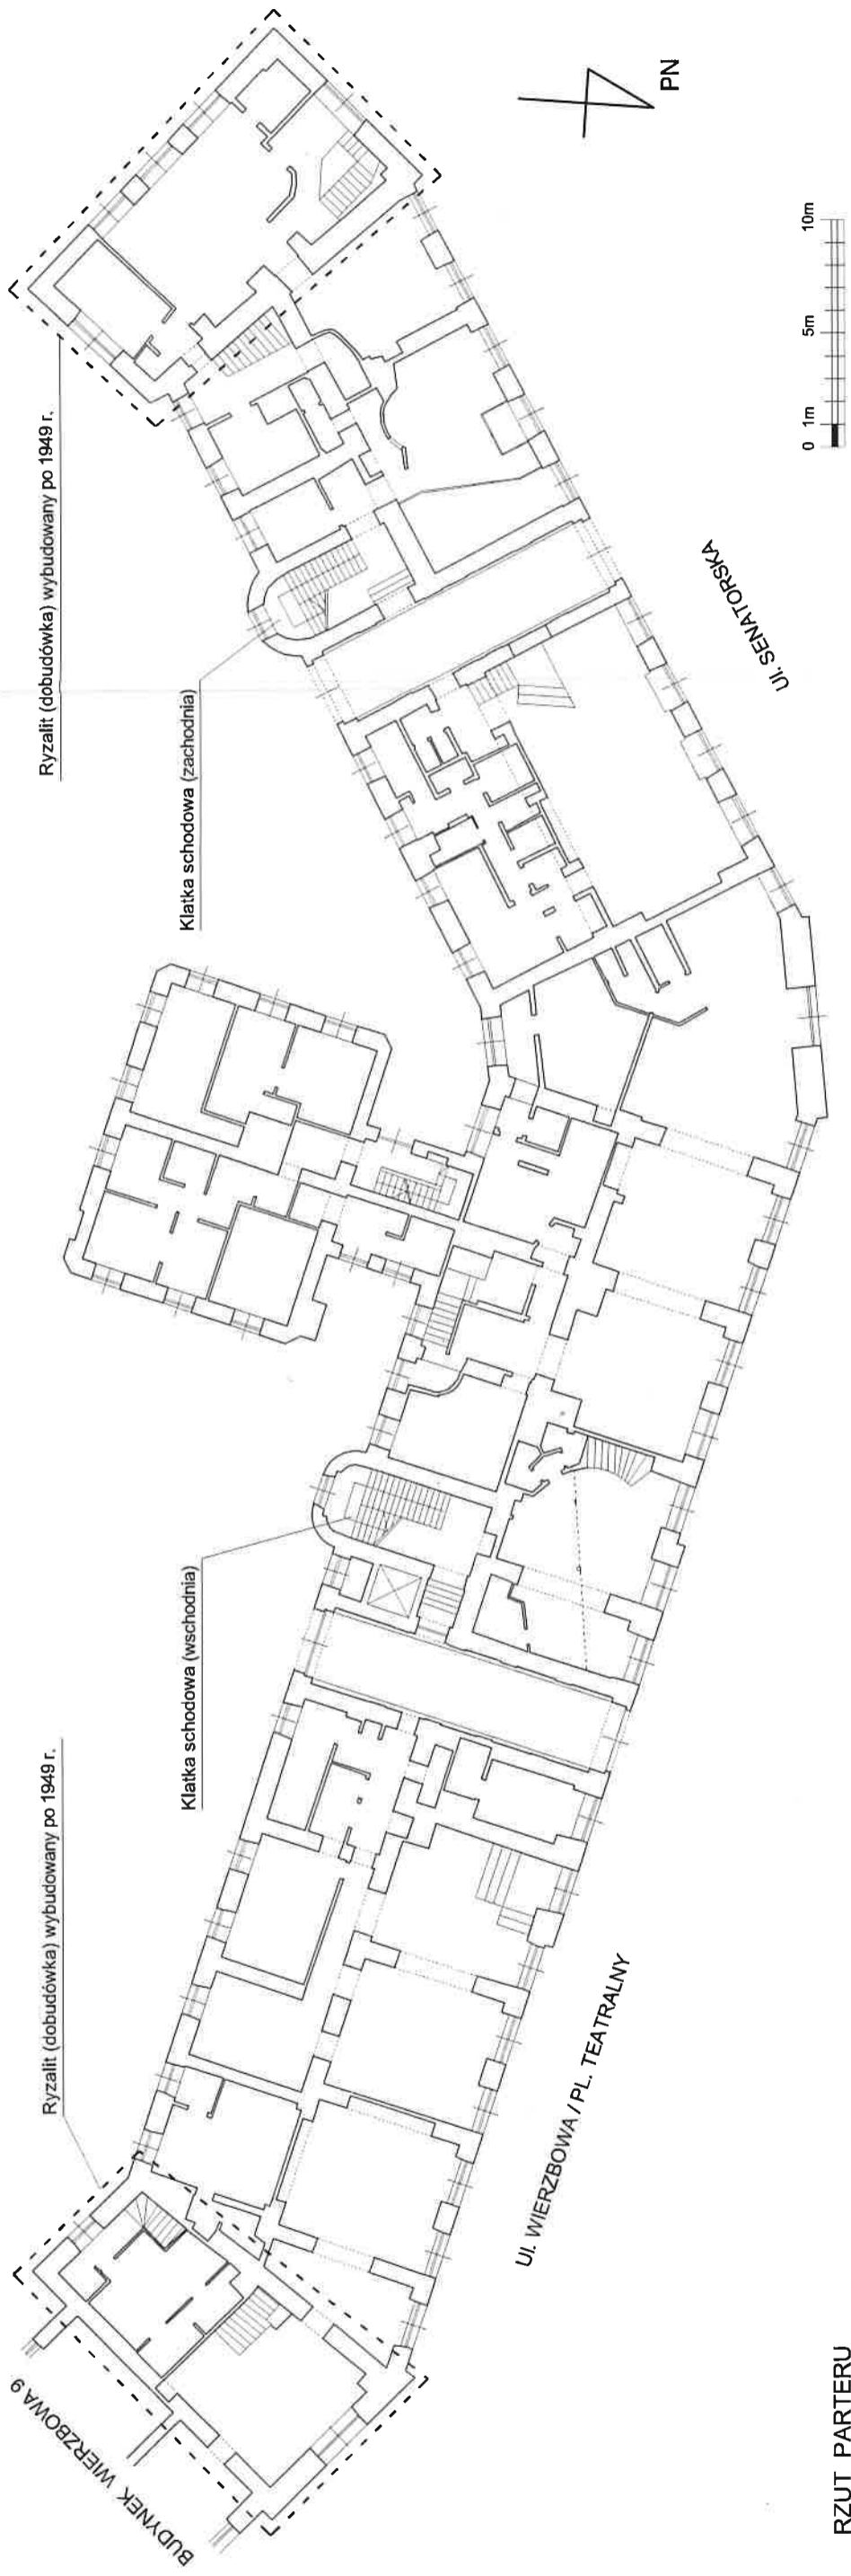 BUDYNEK WIERZBOWA 9
Ryzalit (dobudówka) wybudowany po 1949 r.
Klatka schodowa (wschodnia)
Klatka schodowa (zachodnia)
Ryzalit (dobudówka) wybudowany po 1949 r.
PN
Ul. WIERZBOWA / PL. TEATRALNY
Ul. SENATORSKA
0 1m 5m 10m
RZUT PARTERU